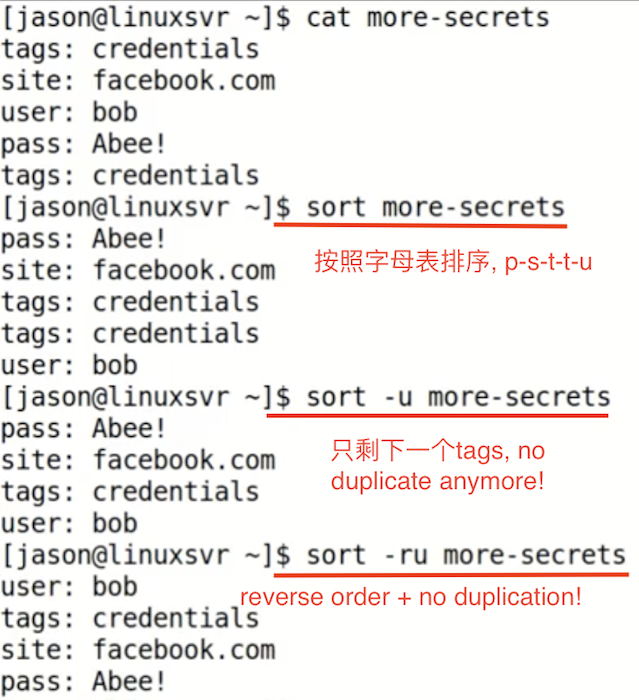 [jason@linuxsvr ~]$ cat more-secrets
tags: credentials
site: facebook.com
user: bob
pass: Abee!
tags: credentials
[jason@linuxsvr ~]$ sort more-secrets
pass: Abee!
按照字母表排序, p-s-t-t-u
site: facebook.com
tags: credentials
tags: credentials
user: bob
[jason@linuxsvr ~]$ sort -u more-secrets
pass: Abee!
只剩下一个tags, no
duplicate anymore!
site: facebook.com
tags: credentials
user: bob
[jason@linuxsvr ~]$ sort -ru more-secrets
user: bob
reverse order + no duplication!
tags: credentials
site: facebook.com
pass: Abee!